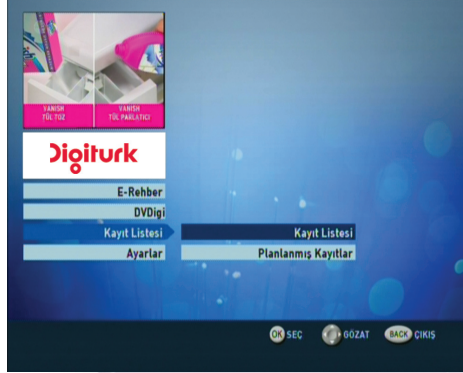 VANISH
TÜL TOZ
VANISH
TÜL PARLATICI
Digiturk
E-Rehber
DVDigi
Kayıt Listesi
Kayıt Listesi
Ayarlar
Planlanmış Kayıtlar
OK SEÇ
GÖZAT
BACK ÇIKIŞ